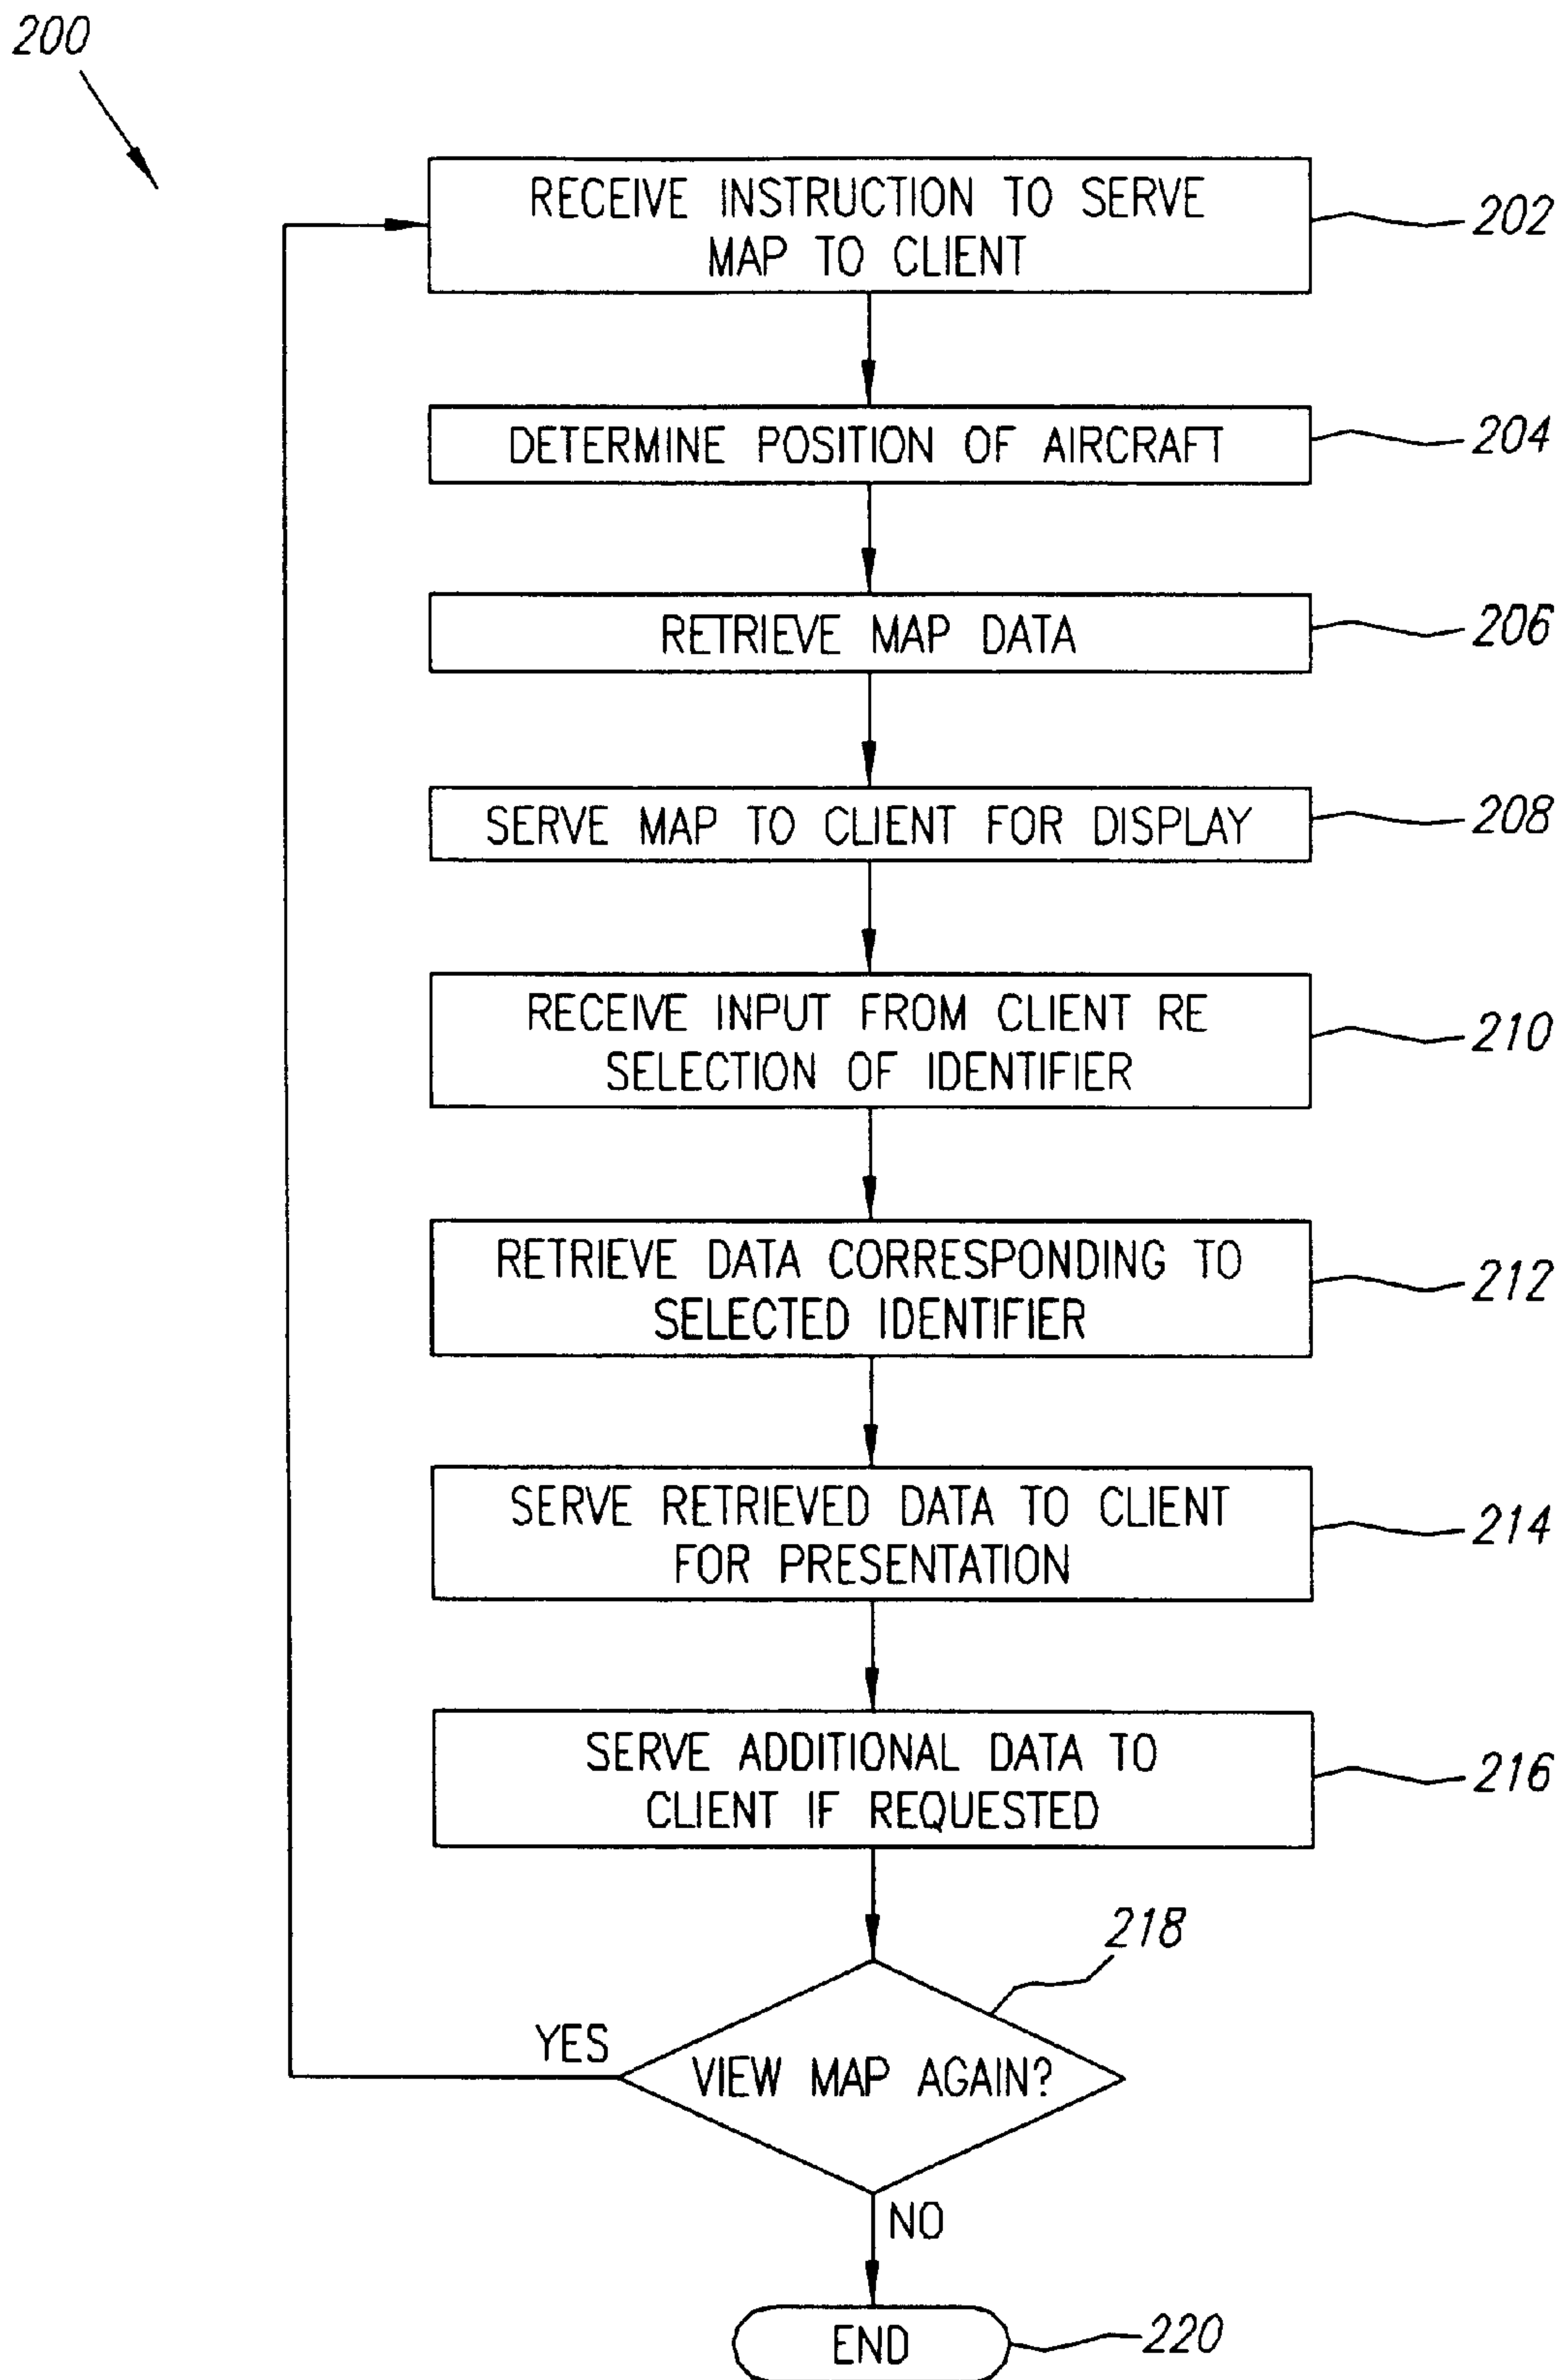 200
RECEIVE INSTRUCTION TO SERVE
MAP TO CLIENT
202
DETERMINE POSITION OF AIRCRAFT
204
RETRIEVE MAP DATA
206
SERVE MAP TO CLIENT FOR DISPLAY
208
RECEIVE INPUT FROM CLIENT RE
SELECTION OF IDENTIFIER
210
RETRIEVE DATA CORRESPONDING TO
SELECTED IDENTIFIER
212
SERVE RETRIEVED DATA TO CLIENT
FOR PRESENTATION
214
SERVE ADDITIONAL DATA TO
CLIENT IF REQUESTED
216
218
YES
VIEW MAP AGAIN?
NO
END
220